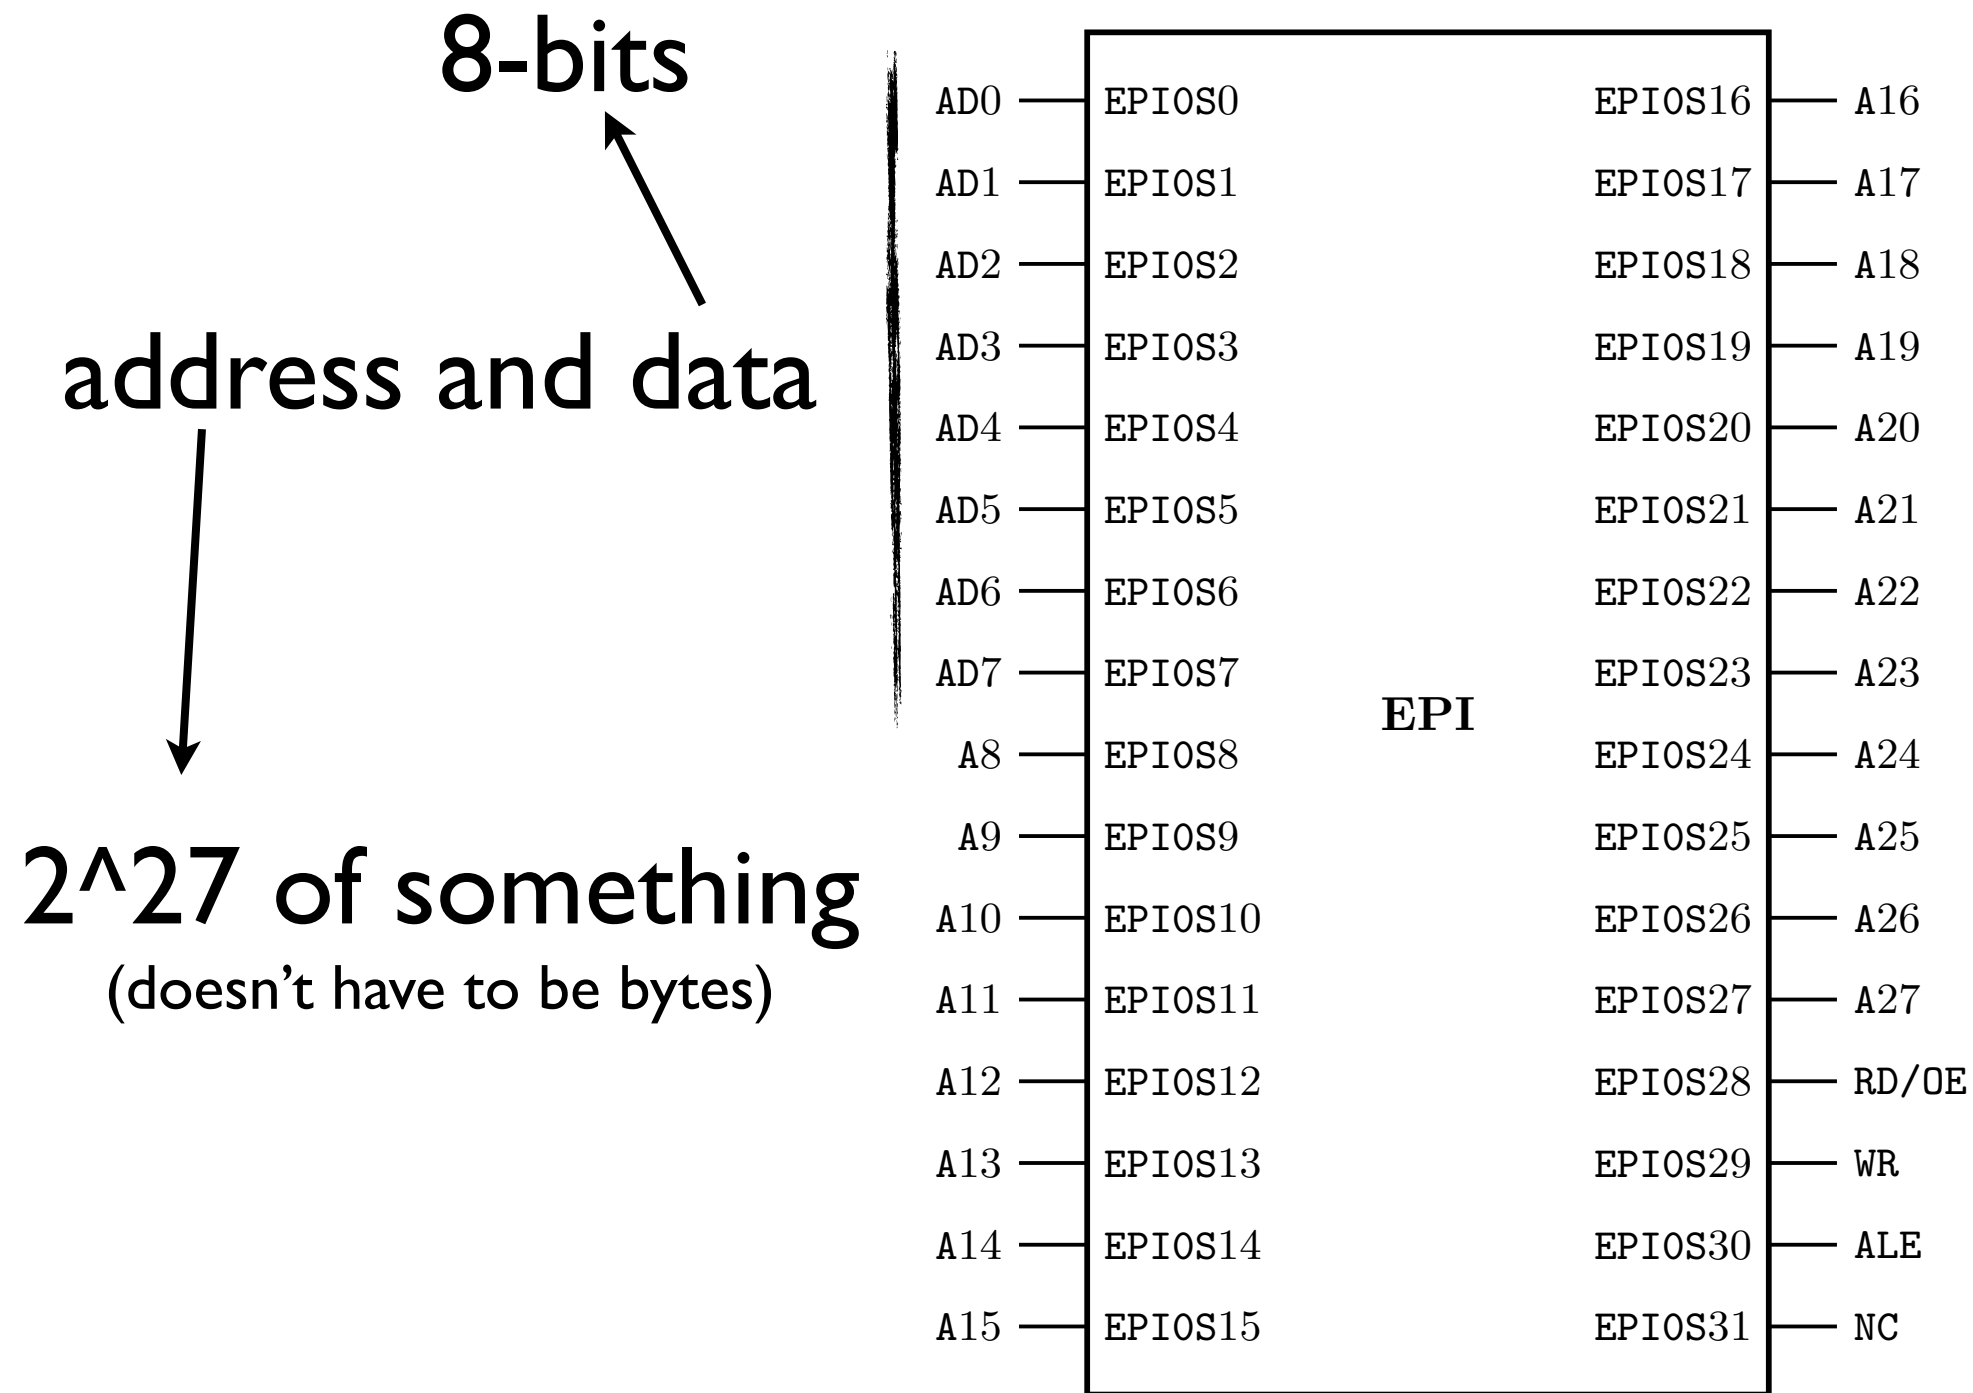 8-bits
address and data
2^27 of something
(doesn't have to be bytes)
AD0 EPIOS0 EPIOS16 A16
AD1 EPIOS1 EPIOS17 A17
AD2 EPIOS2 EPIOS18 A18
AD3 EPIOS3 EPIOS19 A19
AD4 EPIOS4 EPIOS20 A20
AD5 EPIOS5 EPIOS21 A21
AD6 EPIOS6 EPIOS22 A22
AD7 EPIOS7 EPIOS23 A23
EPI
A8 EPIOS8 EPIOS24 A24
A9 EPIOS9 EPIOS25 A25
A10 EPIOS10 EPIOS26 A26
A11 EPIOS11 EPIOS27 A27
A12 EPIOS12 EPIOS28 RD/OE
A13 EPIOS13 EPIOS29 WR
A14 EPIOS14 EPIOS30 ALE
A15 EPIOS15 EPIOS31 NC